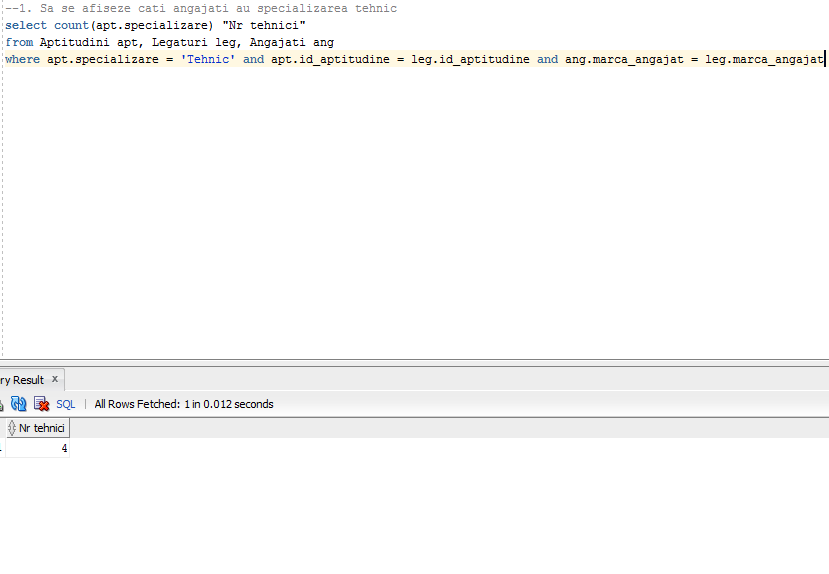 --1. Sa se afiseze cati angajati au specializarea tehnic
select count(apt.specializare) "Nr tehnici"
from Aptitudini apt, Legaturi leg, Angajati ang
where apt.specializare = 'Tehnic' and apt.id_aptitudine = leg.id_aptitudine and ang.marca_angajat = leg.marca_angajat
ry Result x
SQL | All Rows Fetched: 1 in 0.012 seconds
Nr tehnici
4